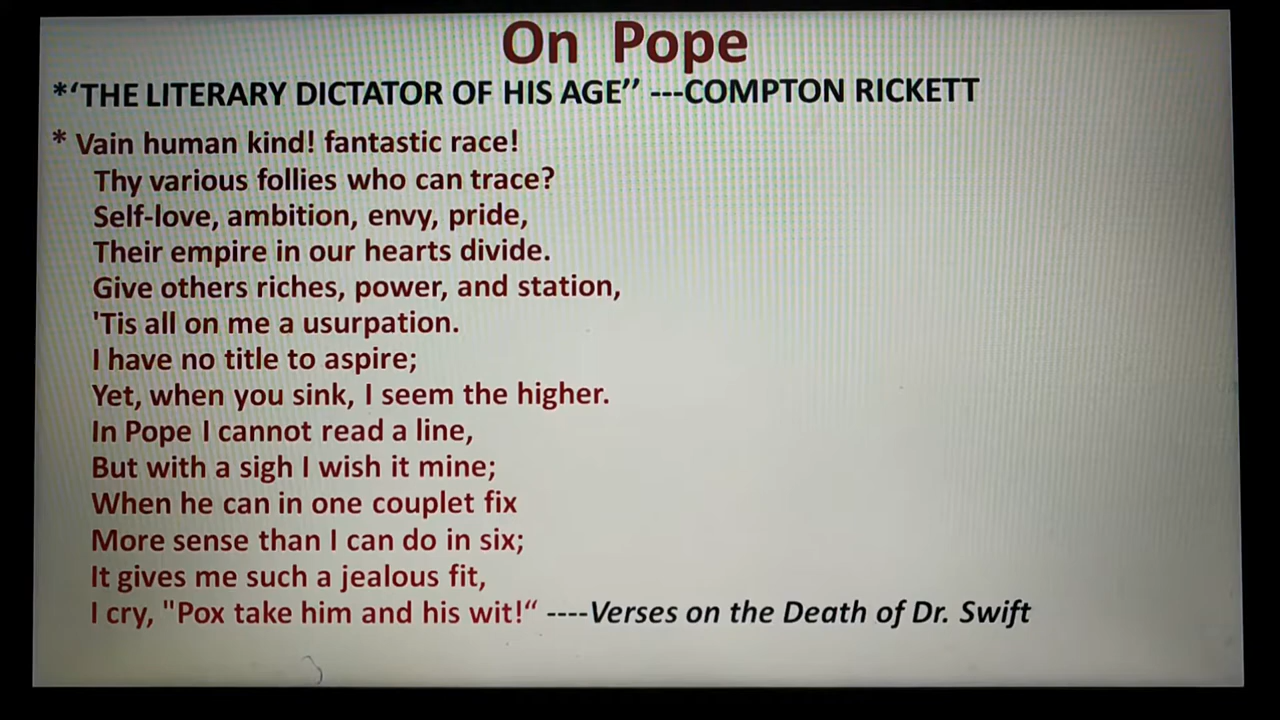 On Pope
*‘THE LITERARY DICTATOR OF HIS AGE” ---COMPTON RICKETT
* Vain human kind! fantastic race!
Thy various follies who can trace?
Self-love, ambition, envy, pride,
Their empire in our hearts divide.
Give others riches, power, and station,
'Tis all on me a usurpation.
I have no title to aspire;
Yet, when you sink, I seem the higher.
In Pope I cannot read a line,
But with a sigh I wish it mine;
When he can in one couplet fix
More sense than I can do in six;
It gives me such a jealous fit,
I cry, "Pox take him and his wit!“ ----Verses on the Death of Dr. Swift